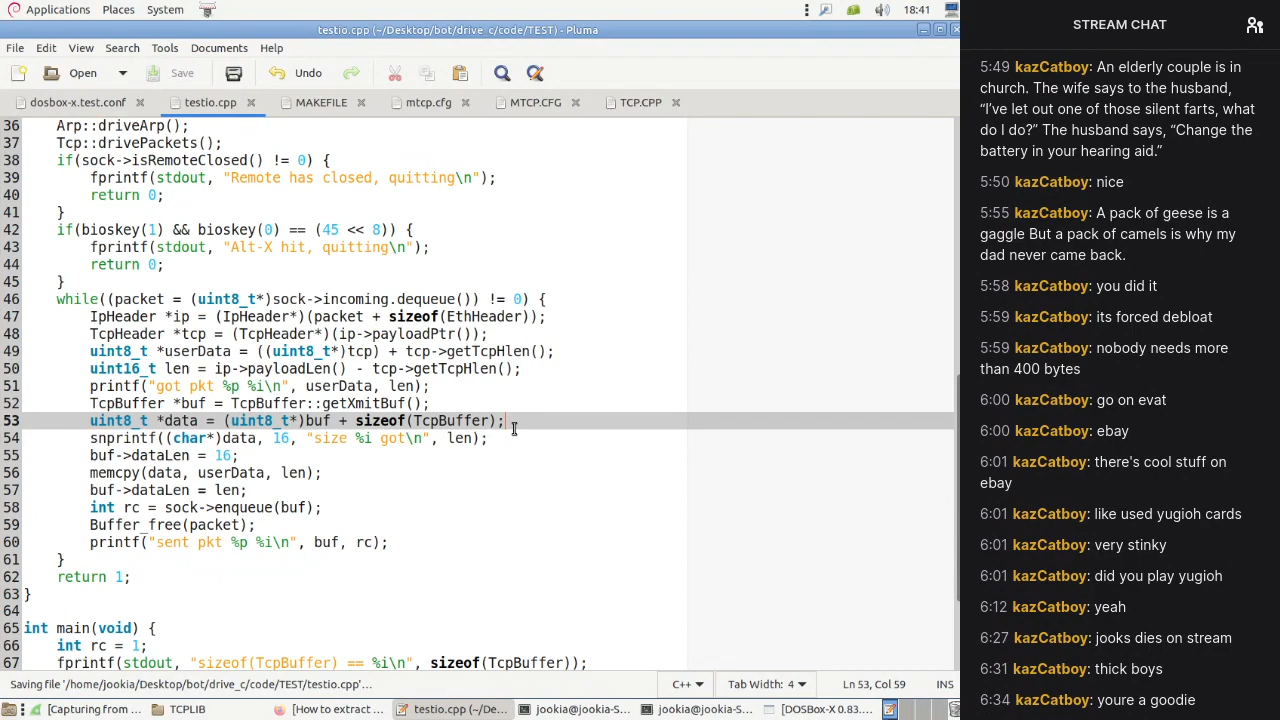 Applications Places System 18:41
testio.cpp (~/Desktop/bot/drive_c/code/TEST) - Pluma
File Edit View Search Tools Documents Help
Open Save Undo
dosbox-x.test.conf testio.cpp MAKEFILE mtcp.cfg MTCP.CFG TCP.CPP
36 Arp::driveArp();
37 Tcp::drivePackets();
38 if(sock->isRemoteClosed() != 0) {
39 fprintf(stdout, "Remote has closed, quitting\n");
40 return 0;
41 }
42 if(bioskey(1) && bioskey(0) == (45 << 8)) {
43 fprintf(stdout, "Alt-X hit, quitting\n");
44 return 0;
45 }
46 while((packet = (uint8_t*)sock->incoming.dequeue()) != 0) {
47 IpHeader *ip = (IpHeader*)(packet + sizeof(EthHeader));
48 TcpHeader *tcp = (TcpHeader*)(ip->payloadPtr());
49 uint8_t *userData = ((uint8_t*)tcp) + tcp->getTcpHlen();
50 uint16_t len = ip->payloadLen() - tcp->getTcpHlen();
51 printf("got pkt %p %i\n", userData, len);
52 TcpBuffer *buf = TcpBuffer::getXmitBuf();
53 uint8_t *data = (uint8_t*)buf + sizeof(TcpBuffer);
54 snprintf((char*)data, 16, "size %i got\n", len);
55 buf->dataLen = 16;
56 memcpy(data, userData, len);
57 buf->dataLen = len;
58 int rc = sock->enqueue(buf);
59 Buffer_free(packet);
60 printf("sent pkt %p %i\n", buf, rc);
61 }
62 return 1;
63 }
64
65 int main(void) {
66 int rc = 1;
67 fprintf(stdout, "sizeof(TcpBuffer) == %i\n", sizeof(TcpBuffer));
Saving file '/home/jookia/Desktop/bot/drive_c/code/TEST/testio.cpp'… C++ Tab Width: 4 Ln 53, Col 59 INS
[Capturing from ... TCPLIB [How to extract ... testio.cpp (~/De... jookia@jookia-S... jookia@jookia-S... [DOSBox-X 0.83....
STREAM CHAT
5:49 kazCatboy: An elderly couple is in
church. The wife says to the husband,
“I’ve let out one of those silent farts, what
do I do?” The husband says, “Change the
battery in your hearing aid.”
5:50 kazCatboy: nice
5:55 kazCatboy: A pack of geese is a
gaggle But a pack of camels is why my
dad never came back.
5:58 kazCatboy: you did it
5:59 kazCatboy: its forced debloat
5:59 kazCatboy: nobody needs more
than 400 bytes
6:00 kazCatboy: go on evat
6:00 kazCatboy: ebay
6:01 kazCatboy: there's cool stuff on
ebay
6:01 kazCatboy: like used yugioh cards
6:01 kazCatboy: very stinky
6:01 kazCatboy: did you play yugioh
6:12 kazCatboy: yeah
6:27 kazCatboy: jooks dies on stream
6:31 kazCatboy: thick boys
6:34 kazCatboy: youre a goodie